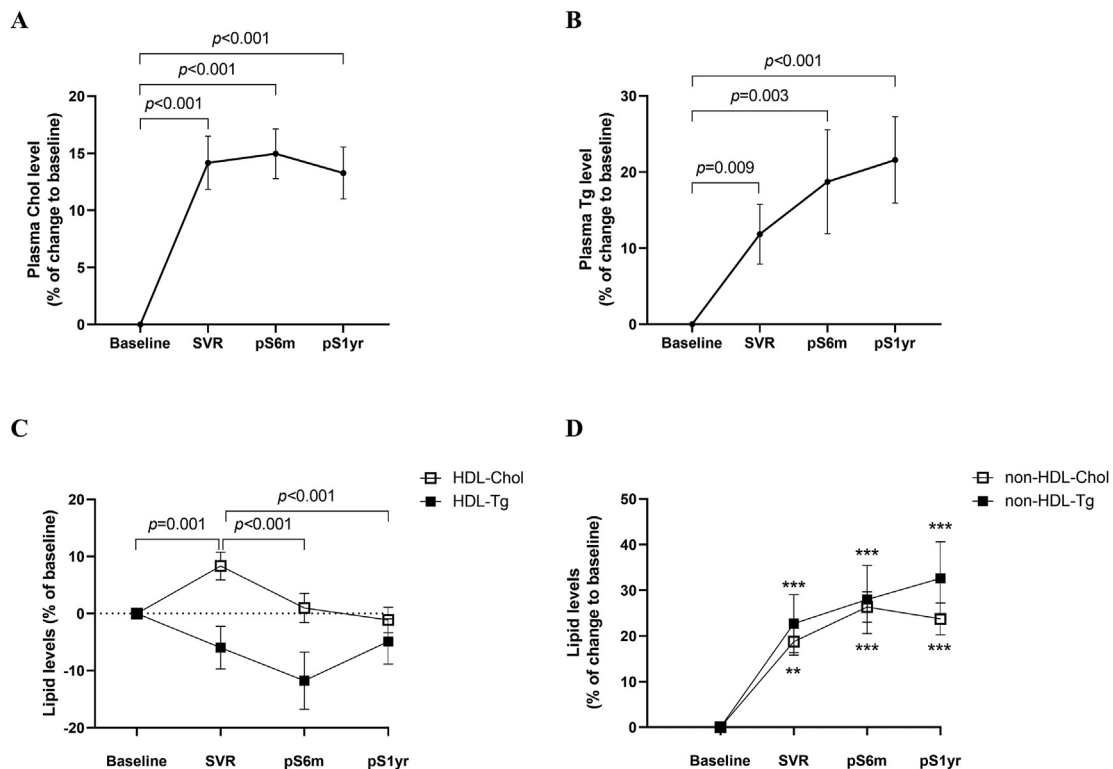 A
p<0.001
p<0.001
p<0.001
Plasma Chol level
(% of change to baseline)
20
15
10
5
0
Baseline SVR pS6m pS1yr
B
p<0.001
p=0.003
p=0.009
Plasma Tg level
(% of change to baseline)
30
20
10
0
Baseline SVR pS6m pS1yr
C
HDL-Chol
HDL-Tg
p<0.001
p=0.001 p<0.001
Lipid levels (% of baseline)
20
10
0
-10
-20
Baseline SVR pS6m pS1yr
D
non-HDL-Chol
non-HDL-Tg
Lipid levels
(% of change to baseline)
50
40
30
20
10
0
*** *** ***
** *** ***
Baseline SVR pS6m pS1yr